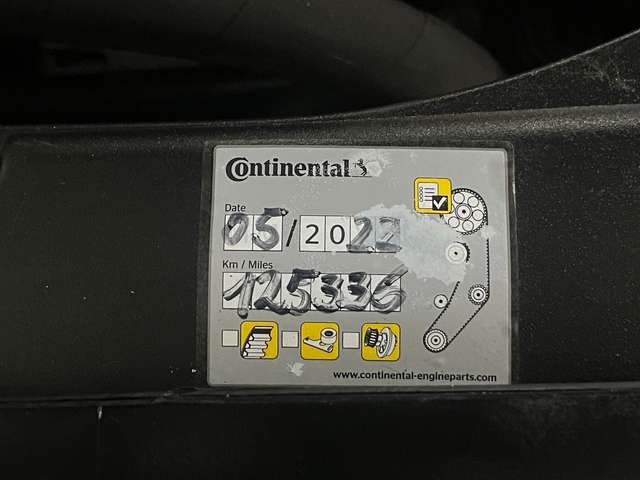 Continental
Date
05/2022
Km / Miles
125336
www.continental-engineparts.com